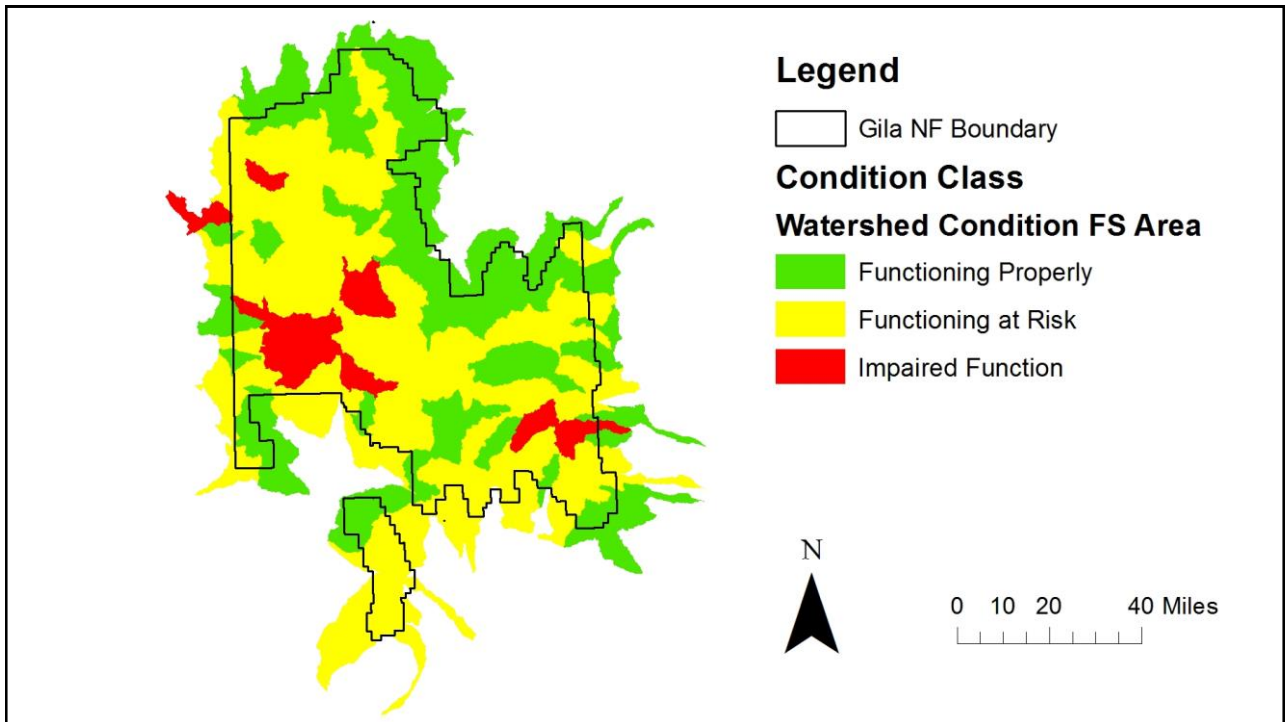 Legend
Gila NF Boundary
Condition Class
Watershed Condition FS Area
Functioning Properly
Functioning at Risk
Impaired Function
N
0 10 20 40 Miles